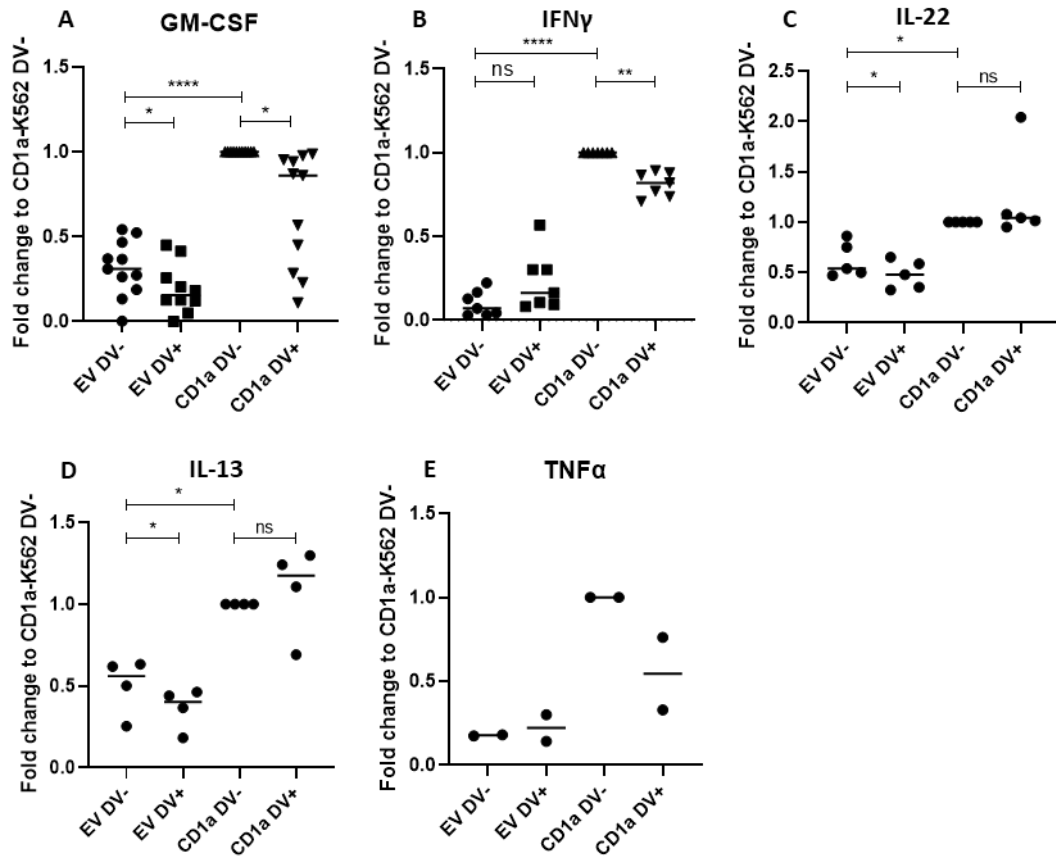 A
GM-CSF
Fold change to CD1a-K562 DV-
1.5
1.0
0.5
0.0
****
*
*
EV DV-
EV DV+
CD1a DV-
CD1a DV+
B
IFNγ
Fold change to CD1a-K562 DV-
1.5
1.0
0.5
0.0
****
ns
**
EV DV-
EV DV+
CD1a DV-
CD1a DV+
C
IL-22
Fold change to CD1a-K562 DV-
2.5
2.0
1.5
1.0
0.5
0.0
*
*
ns
EV DV-
EV DV+
CD1a DV-
CD1a DV+
D
IL-13
Fold change to CD1a-K562 DV-
1.5
1.0
0.5
0.0
*
*
ns
EV DV-
EV DV+
CD1a DV-
CD1a DV+
E
TNFα
Fold change to CD1a-K562 DV-
1.5
1.0
0.5
0.0
EV DV-
EV DV+
CD1a DV-
CD1a DV+